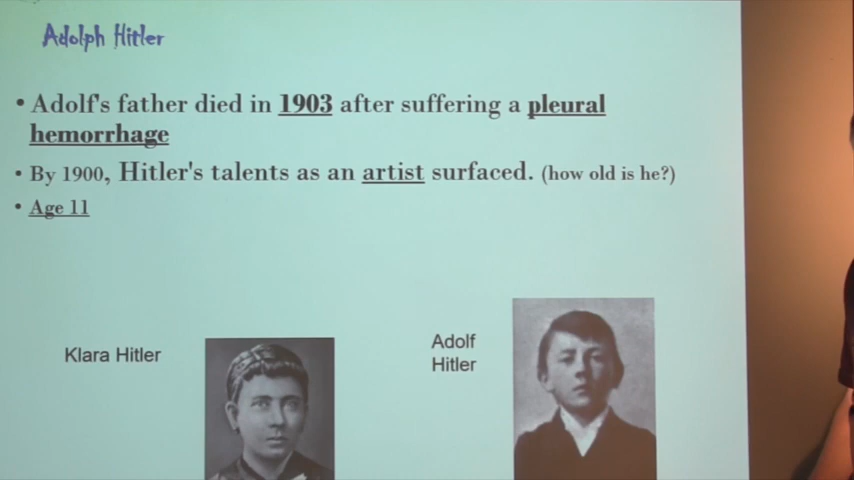 Adolph Hitler
• Adolf's father died in 1903 after suffering a pleural
hemorrhage
• By 1900, Hitler's talents as an artist surfaced. (how old is he?)
• Age 11
Klara Hitler
Adolf
Hitler